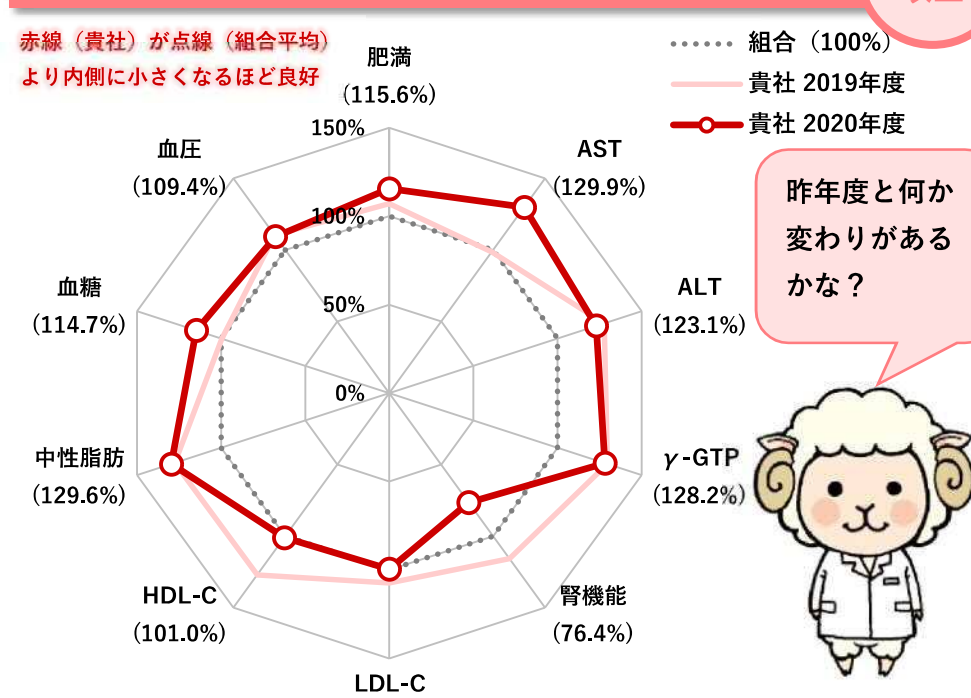 赤線（貴社）が点線（組合平均）
より内側に小さくなるほど良好
組合（100%）
貴社 2019年度
貴社 2020年度
肥満
(115.6%)
血圧
(109.4%)
AST
(129.9%)
150%
100%
50%
0%
血糖
(114.7%)
ALT
(123.1%)
中性脂肪
(129.6%)
γ-GTP
(128.2%)
HDL-C
(101.0%)
腎機能
(76.4%)
LDL-C
昨年度と何か
変わりがある
かな？